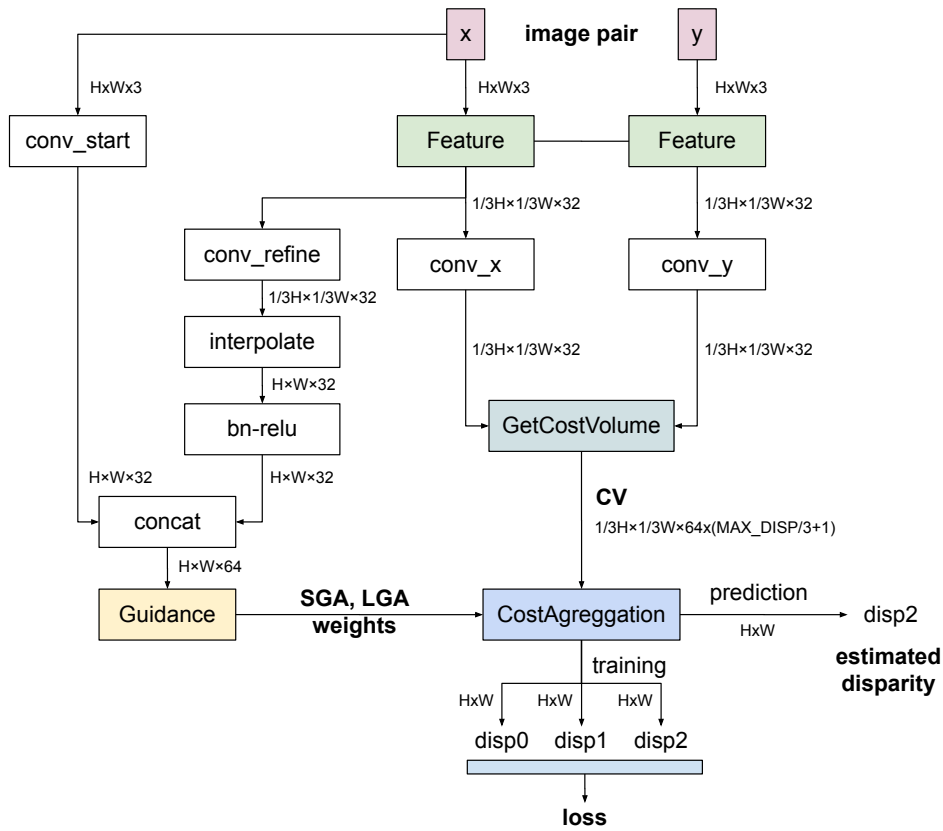 x
image pair
y
HxWx3
HxWx3
HxWx3
conv_start
Feature
Feature
1/3H×1/3W×32
1/3H×1/3W×32
conv_refine
conv_x
conv_y
1/3H×1/3W×32
interpolate
1/3H×1/3W×32
1/3H×1/3W×32
H×W×32
bn-relu
GetCostVolume
H×W×32
H×W×32
CV
concat
1/3H×1/3W×64x(MAX_DISP/3+1)
H×W×64
Guidance
SGA, LGA
weights
CostAgreggation
prediction
HxW
disp2
estimated
disparity
training
HxW
HxW
HxW
disp0
disp1
disp2
loss